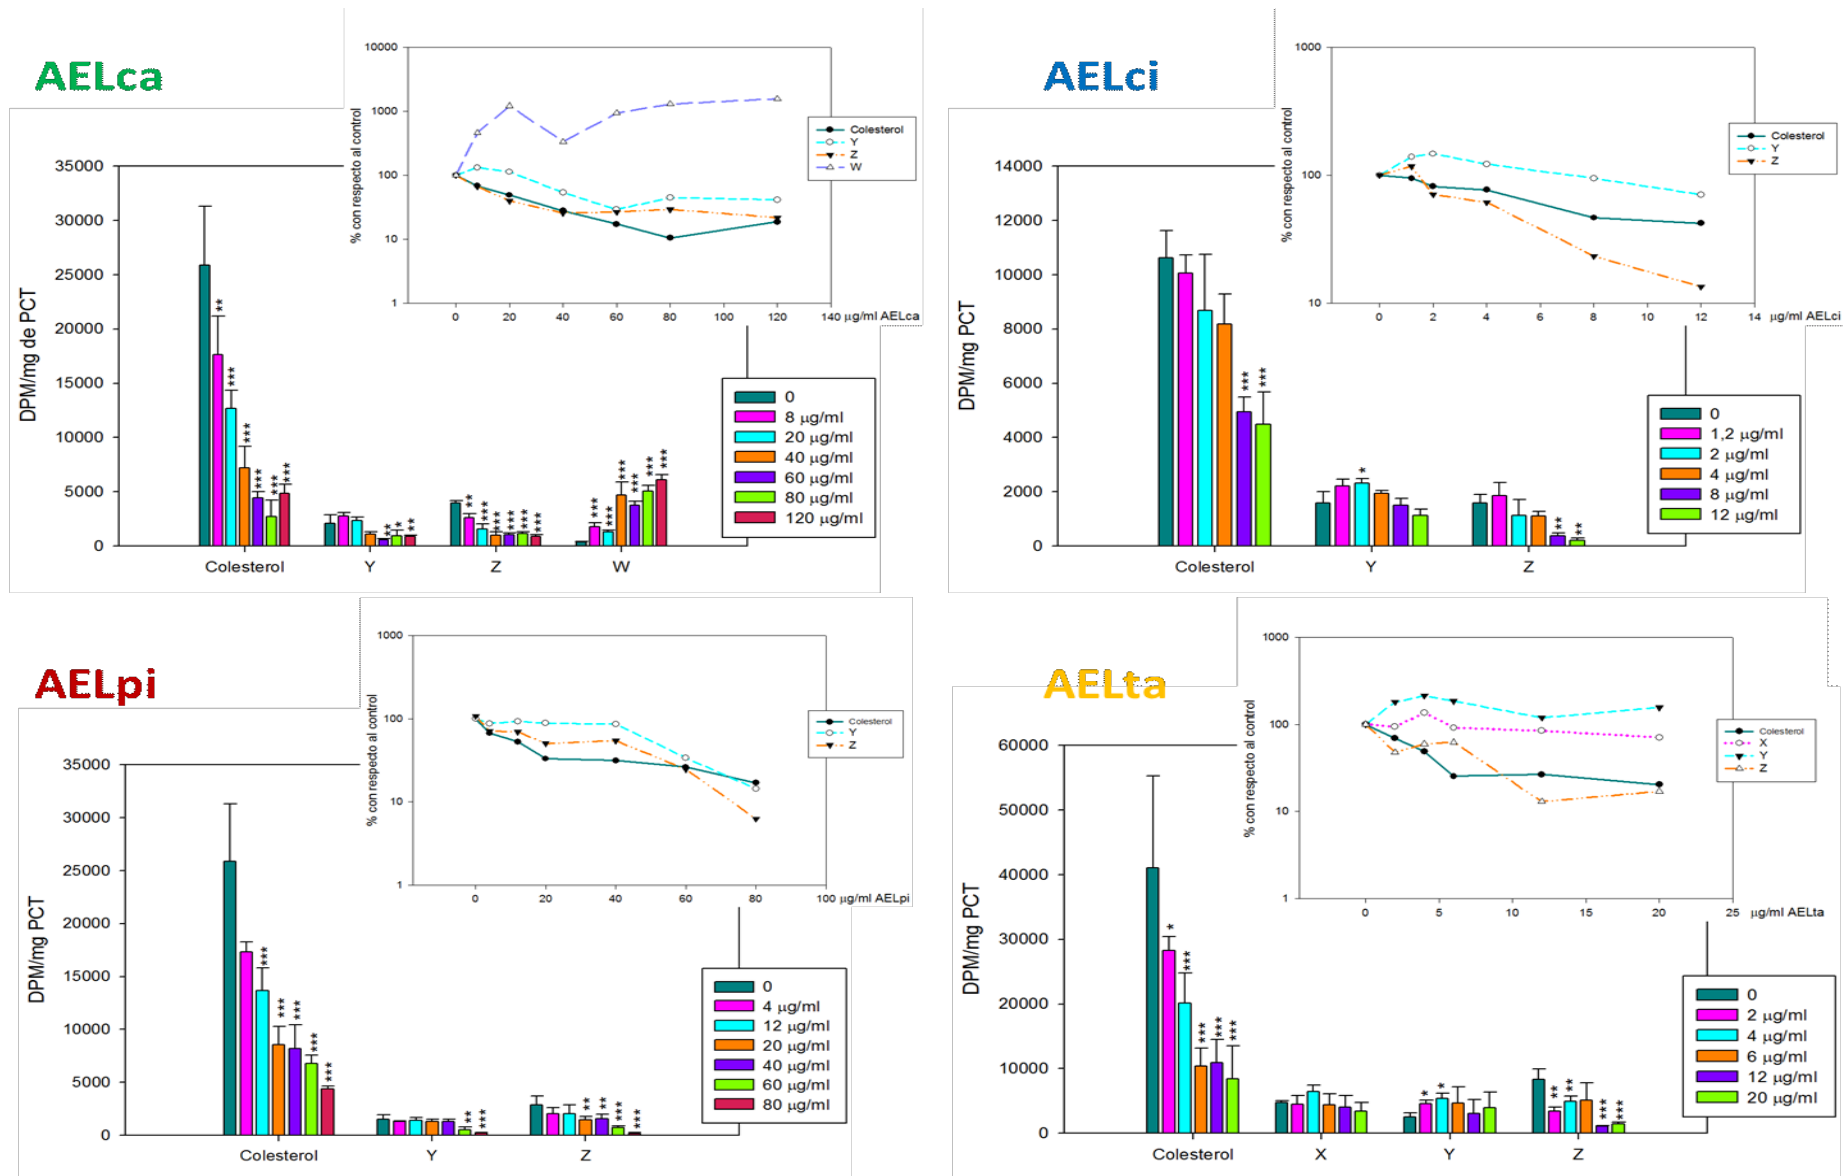 AELca
10000
1000
100
10
1
% con respecto al control
0 20 40 60 80 100 120 140 µg/ml AELca
Colesterol
Y
Z
W
35000
30000
25000
20000
15000
10000
5000
0
DPM/mg de PCT
** *** *** *** *** ***
** * **
** *** *** *** *** ***
*** *** *** *** *** ***
Colesterol Y Z W
0
8 µg/ml
20 µg/ml
40 µg/ml
60 µg/ml
80 µg/ml
120 µg/ml
AELci
1000
100
10
% con respecto al control
0 2 4 6 8 10 12 14 µg/ml AELci
Colesterol
Y
Z
14000
12000
10000
8000
6000
4000
2000
0
DPM/mg PCT
*** ***
*
** **
Colesterol Y Z
0
1,2 µg/ml
2 µg/ml
4 µg/ml
8 µg/ml
12 µg/ml
AELpi
1000
100
10
1
% con respecto al control
0 20 40 60 80 100 µg/ml AELpi
Colesterol
Y
Z
35000
30000
25000
20000
15000
10000
5000
0
DPM/mg PCT
*** *** *** *** ***
** ***
** ** *** ***
Colesterol Y Z
0
4 µg/ml
12 µg/ml
20 µg/ml
40 µg/ml
60 µg/ml
80 µg/ml
AELta
1000
100
10
1
% con respecto al control
0 5 10 15 20 25 µg/ml AELta
Colesterol
X
Y
Z
60000
50000
40000
30000
20000
10000
0
DPM/mg PCT
* *** *** *** ***
* *
** ** *** ***
Colesterol X Y Z
0
2 µg/ml
4 µg/ml
6 µg/ml
12 µg/ml
20 µg/ml